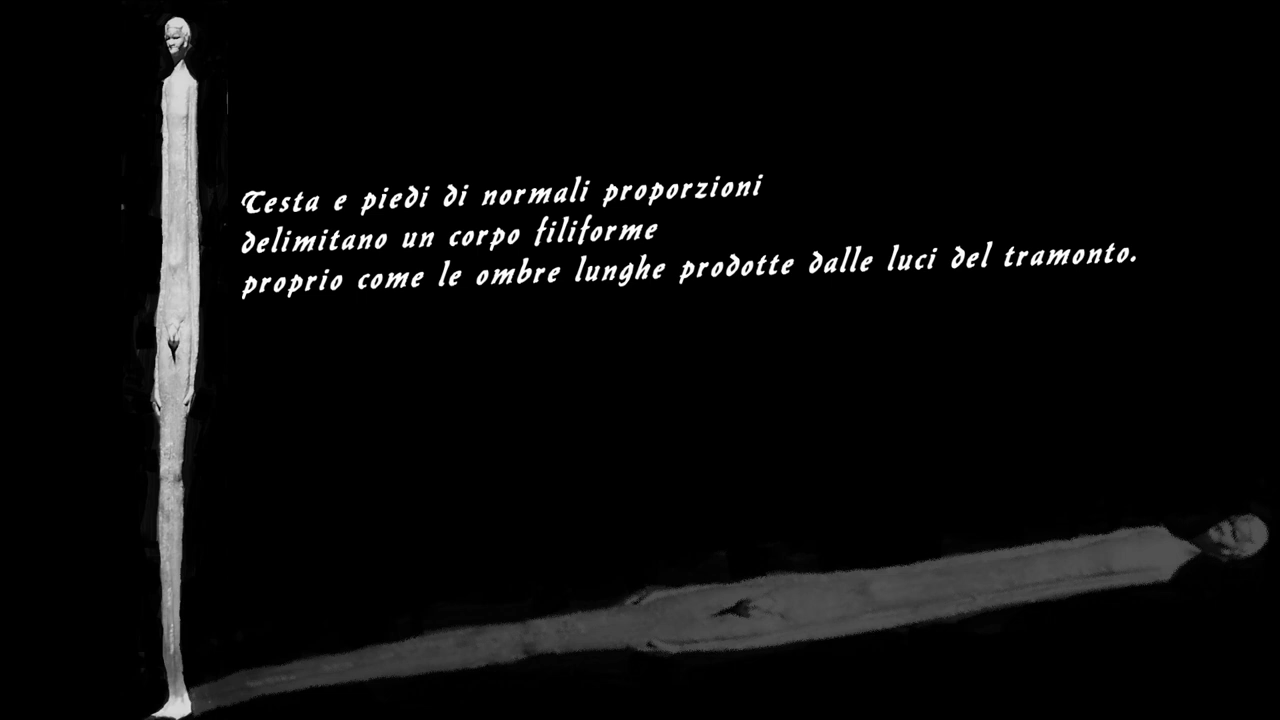 Testa e piedi di normali proporzioni
delimitano un corpo filiforme
proprio come le ombre lunghe prodotte dalle luci del tramonto.